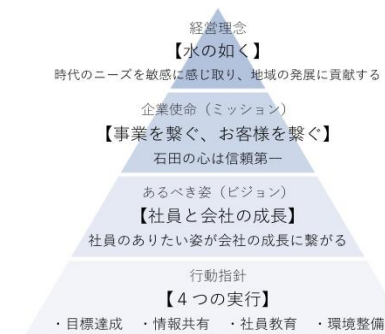 経営理念
【水の如く】
時代のニーズを敏感に感じ取り、地域の発展に貢献する
企業使命（ミッション）
【事業を繋ぐ、お客様を繋ぐ】
石田の心は信頼第一
あるべき姿（ビジョン）
【社員と会社の成長】
社員のありたい姿が会社の成長に繋がる
行動指針
【４つの実行】
・目標達成　・情報共有　・社員教育　・環境整備